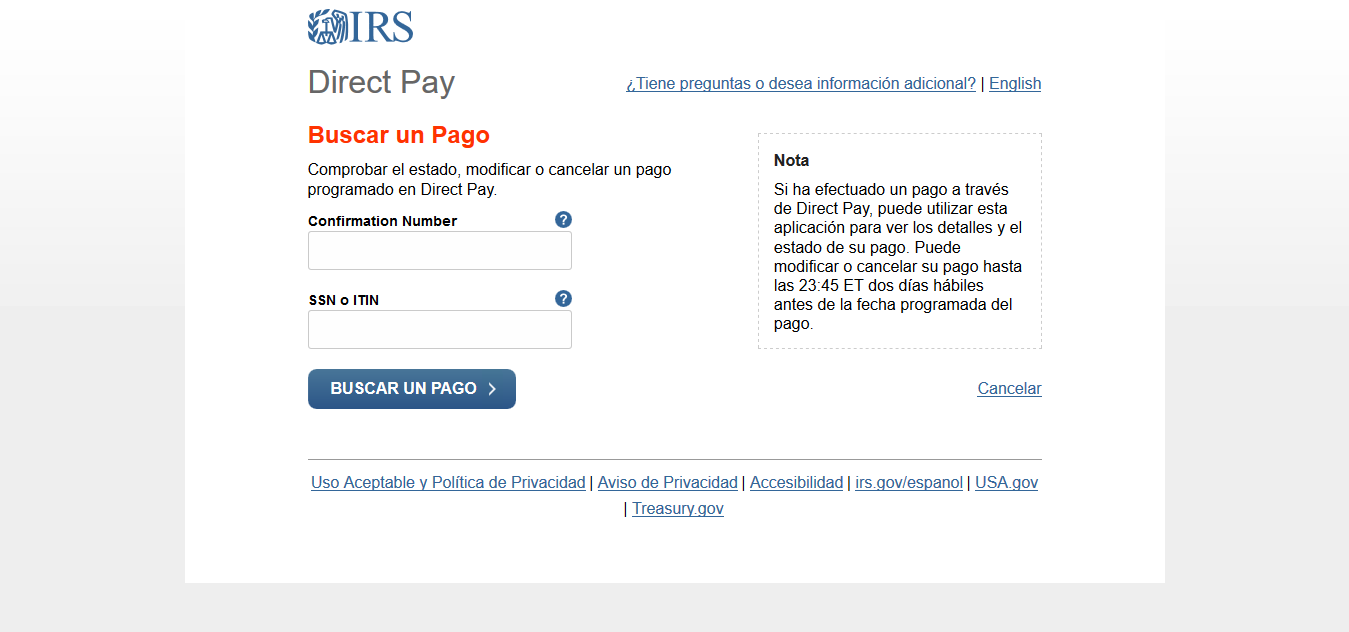 IRS
Direct Pay
¿Tiene preguntas o desea información adicional? | English
Buscar un Pago
Comprobar el estado, modificar o cancelar un pago
programado en Direct Pay.
Confirmation Number ?
SSN o ITIN ?
BUSCAR UN PAGO >
Nota
Si ha efectuado un pago a través
de Direct Pay, puede utilizar esta
aplicación para ver los detalles y el
estado de su pago. Puede
modificar o cancelar su pago hasta
las 23:45 ET dos días hábiles
antes de la fecha programada del
pago.
Cancelar
Uso Aceptable y Política de Privacidad | Aviso de Privacidad | Accesibilidad | irs.gov/espanol | USA.gov
| Treasury.gov